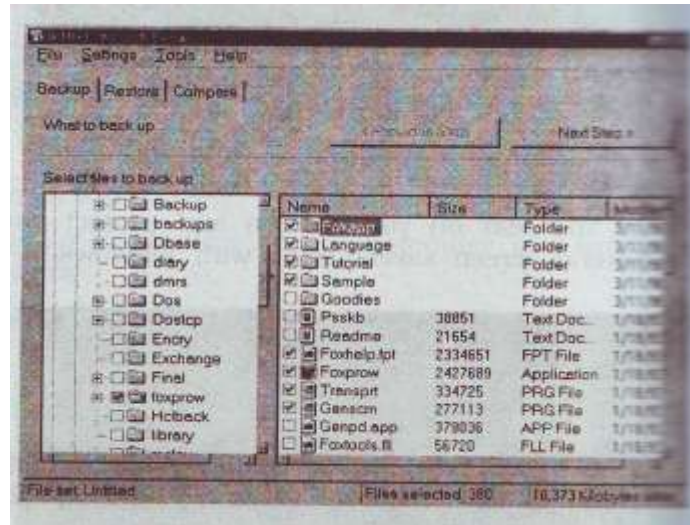 File Settings Tools Help
Backup Restore Compare
What to back up
Next Step >
Select files to back up
Backup
backups
Dbase
diary
dmrs
Dos
Dostcp
Encry
Exchange
Final
foxprow
Hotback
library
Name Size Type
Folder
Language Folder
Tutorial Folder
Sample Folder
Goodies Folder
Psskb 38851 Text Doc...
Readme 21654 Text Doc...
Foxhelp.fpt 2334651 FPT File
Foxprow 2427689 Application
Transprt 334725 PRG File
Genscrn 277113 PRG File
Genpd.app 379036 APP File
Foxtools.fll 56720 FLL File
File set: Untitled Files selected: 380 10,373 Kilobytes